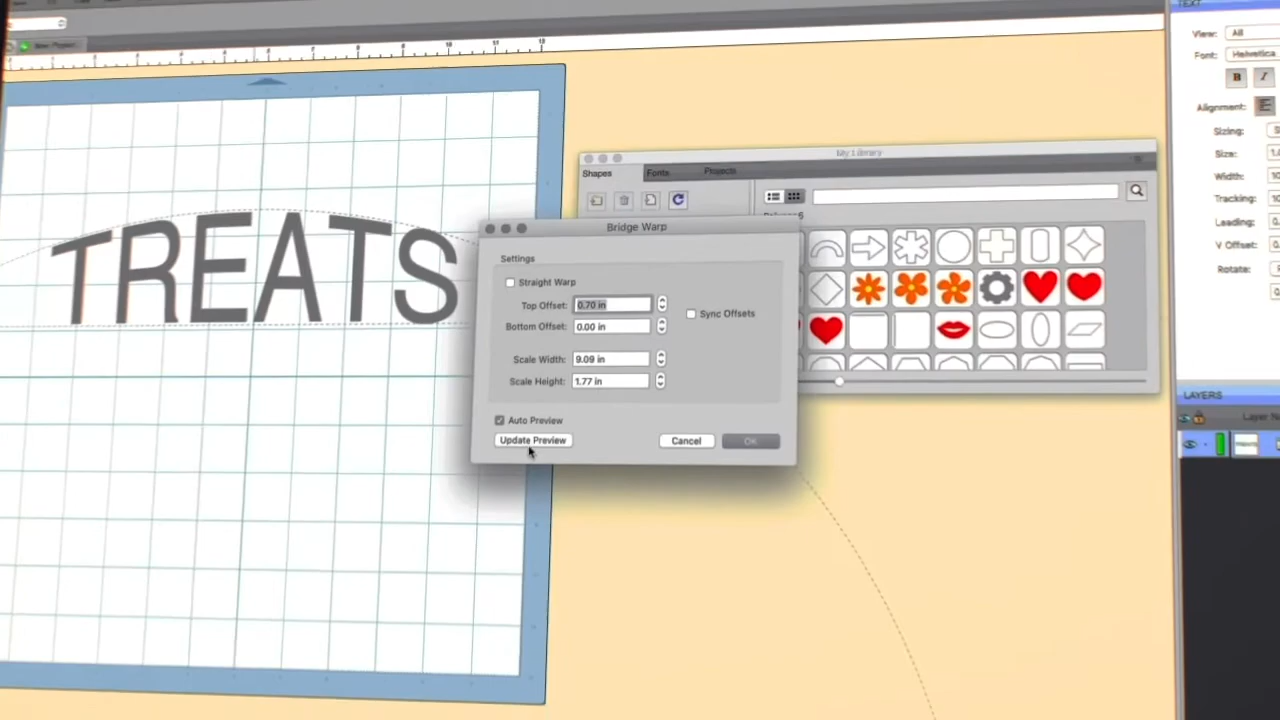 TEXT
View: All
Font: Helvetica
B I
Alignment:
Sizing:
Size:
Width:
Tracking:
Leading:
V Offset:
Rotate:
My Library
Shapes Fonts Projects
TREATS
Bridge Warp
Settings
Straight Warp
Top Offset: 0.70 in
Sync Offsets
Bottom Offset: 0.00 in
Scale Width: 9.09 in
Scale Height: 1.77 in
Auto Preview
Update Preview Cancel OK
LAYERS